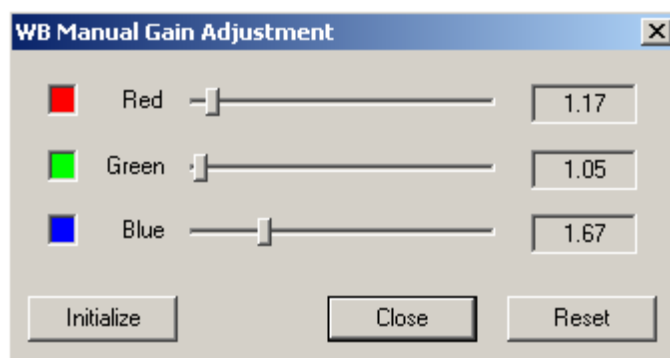 WB Manual Gain Adjustment
Red 1.17
Green 1.05
Blue 1.67
Initialize Close Reset